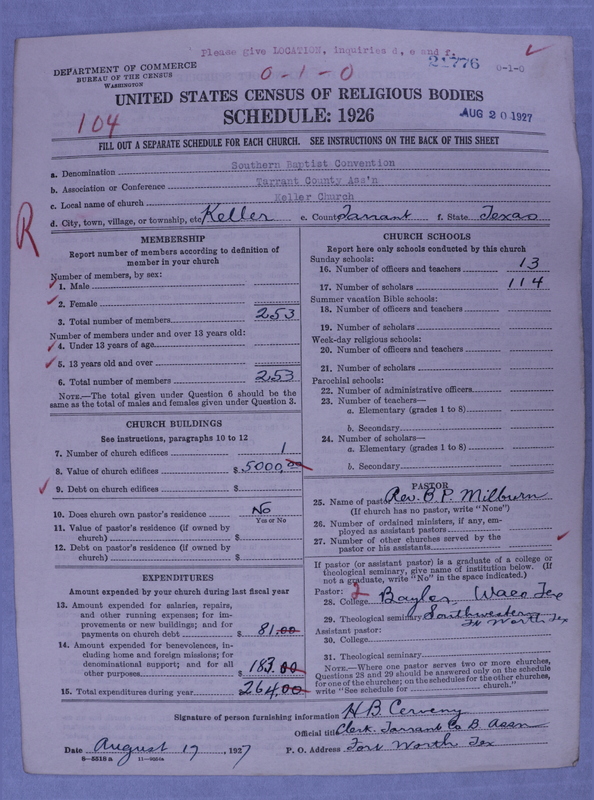 Please give LOCATION, inquiries d, e and f.
DEPARTMENT OF COMMERCE
BUREAU OF THE CENSUS
WASHINGTON
0-1-0
21776
0-1-0
UNITED STATES CENSUS OF RELIGIOUS BODIES
SCHEDULE: 1926
104
AUG 20 1927
FILL OUT A SEPARATE SCHEDULE FOR EACH CHURCH. SEE INSTRUCTIONS ON THE BACK OF THIS SHEET
a. Denomination Southern Baptist Convention
b. Association or Conference Tarrant County Ass'n
c. Local name of church Keller Church
d. City, town, village, or township, etc. Keller e. County Tarrant f. State Texas
R
MEMBERSHIP
Report number of members according to definition of
member in your church
Number of members, by sex:
1. Male
2. Female
3. Total number of members 253
Number of members under and over 13 years old:
4. Under 13 years of age
5. 13 years old and over
6. Total number of members 253
NOTE.—The total given under Question 6 should be the
same as the total of males and females given under Question 3.
CHURCH BUILDINGS
See instructions, paragraphs 10 to 12
7. Number of church edifices 1
8. Value of church edifices $ 5000.00
9. Debt on church edifices $
10. Does church own pastor's residence No
Yes or No
11. Value of pastor's residence (if owned by
church) $
12. Debt on pastor's residence (if owned by
church) $
EXPENDITURES
Amount expended by your church during last fiscal year
13. Amount expended for salaries, repairs,
and other running expenses; for im-
provements or new buildings; and for
payments on church debt $ 81.00
14. Amount expended for benevolences, in-
cluding home and foreign missions; for
denominational support; and for all
other purposes $ 183.00
15. Total expenditures during year $ 264.00
CHURCH SCHOOLS
Report here only schools conducted by this church
Sunday schools:
16. Number of officers and teachers 13
17. Number of scholars 114
Summer vacation Bible schools:
18. Number of officers and teachers
19. Number of scholars
Week-day religious schools:
20. Number of officers and teachers
21. Number of scholars
Parochial schools:
22. Number of administrative officers
23. Number of teachers—
a. Elementary (grades 1 to 8)
b. Secondary
24. Number of scholars—
a. Elementary (grades 1 to 8)
b. Secondary
PASTOR
25. Name of pastor Rev. B. P. Milburn
(If church has no pastor, write "None")
26. Number of ordained ministers, if any, em-
ployed as assistant pastors
27. Number of other churches served by the
pastor or his assistants
If pastor (or assistant pastor) is a graduate of a college or
theological seminary, give name of institution below. (If
not a graduate, write "No" in the space indicated.)
Pastor: 2
28. College Baylor, Waco Tex
29. Theological seminary Southwestern
Ft Worth Tex
Assistant pastor:
30. College
31. Theological seminary
NOTE.—Where one pastor serves two or more churches,
Questions 28 and 29 should be answered only on the schedule
for one of the churches; on the schedules for the other churches,
write "See schedule for church."
Signature of person furnishing information H B Cerveny
Official title Clerk. Tarrant Co B. Assn
Date August 17, 1927 P. O. Address Fort Worth Tex